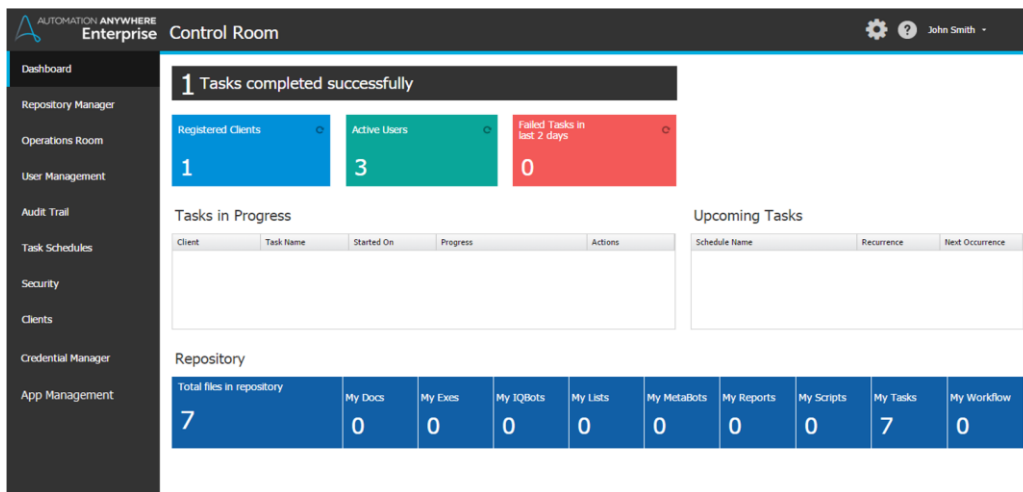 AUTOMATION ANYWHERE
Enterprise
Control Room
John Smith
Dashboard
Repository Manager
Operations Room
User Management
Audit Trail
Task Schedules
Security
Clients
Credential Manager
App Management
1 Tasks completed successfully
Registered Clients
1
Active Users
3
Failed Tasks in
last 2 days
0
Tasks in Progress
Client Task Name Started On Progress Actions
Upcoming Tasks
Schedule Name Recurrence Next Occurrence
Repository
Total files in repository
7
My Docs
0
My Exes
0
My IQBots
0
My Lists
0
My MetaBots
0
My Reports
0
My Scripts
0
My Tasks
7
My Workflow
0